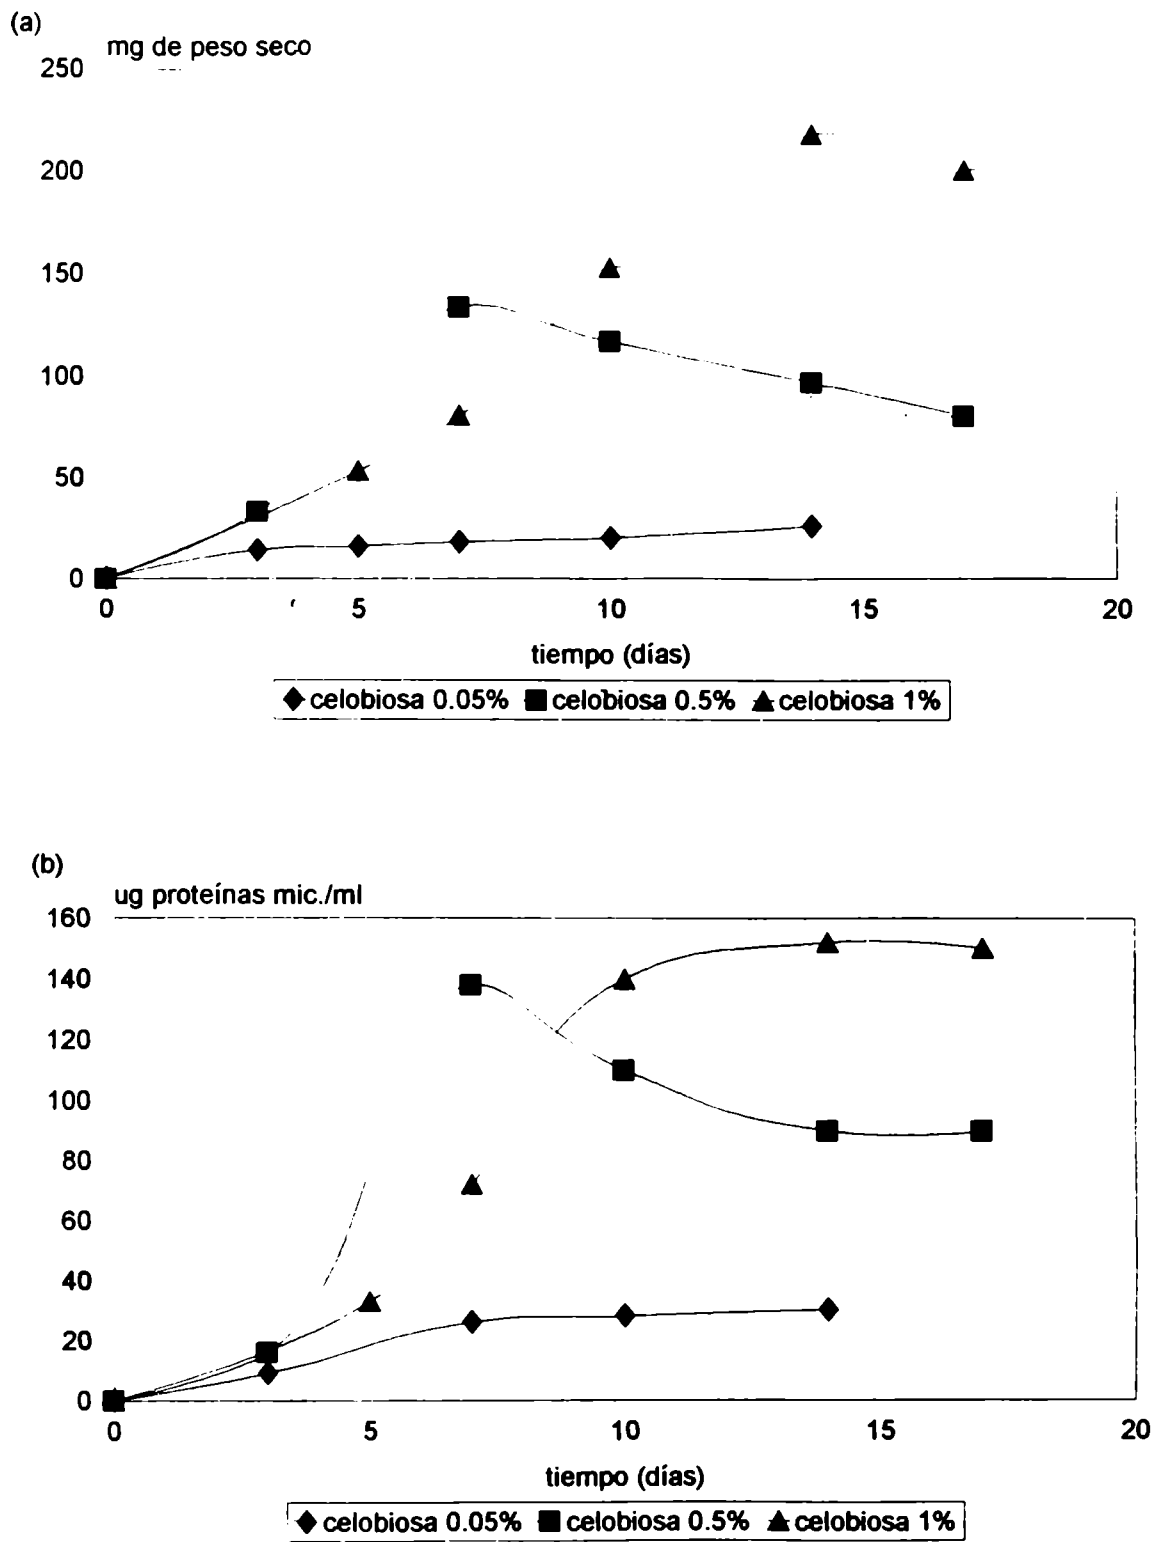 (a)
mg de peso seco
250
200
150
100
50
0
0 5 10 15 20
tiempo (días)
celobiosa 0.05% celobiosa 0.5% celobiosa 1%
(b)
ug proteínas mic./ml
160
140
120
100
80
60
40
20
0
0 5 10 15 20
tiempo (días)
celobiosa 0.05% celobiosa 0.5% celobiosa 1%